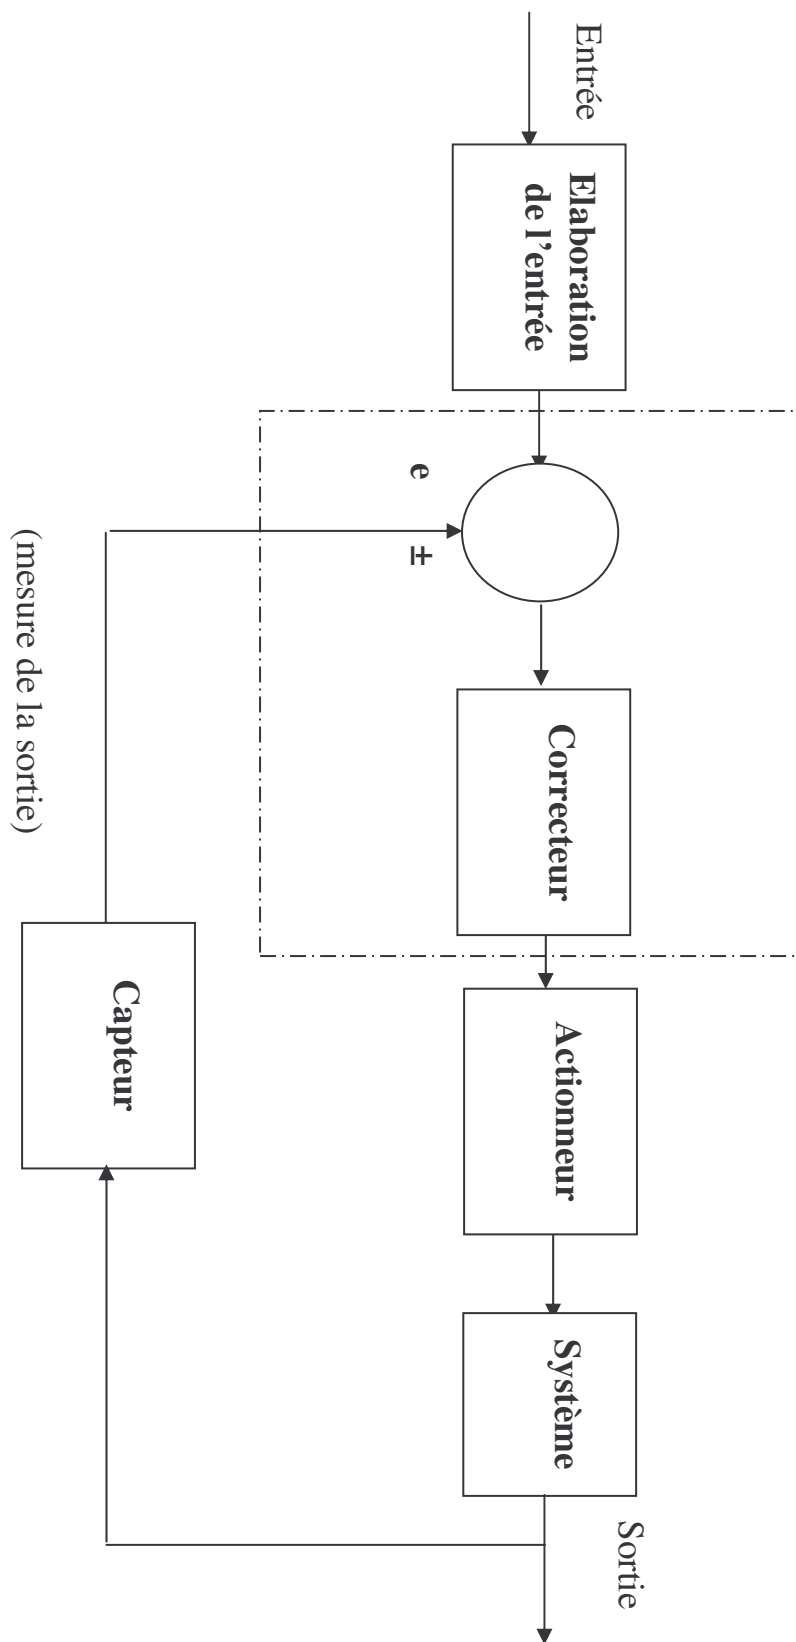 Entrée
Elaboration
de l'entrée
e
±
Correcteur
Actionneur
Système
Sortie
Capteur
(mesure de la sortie)